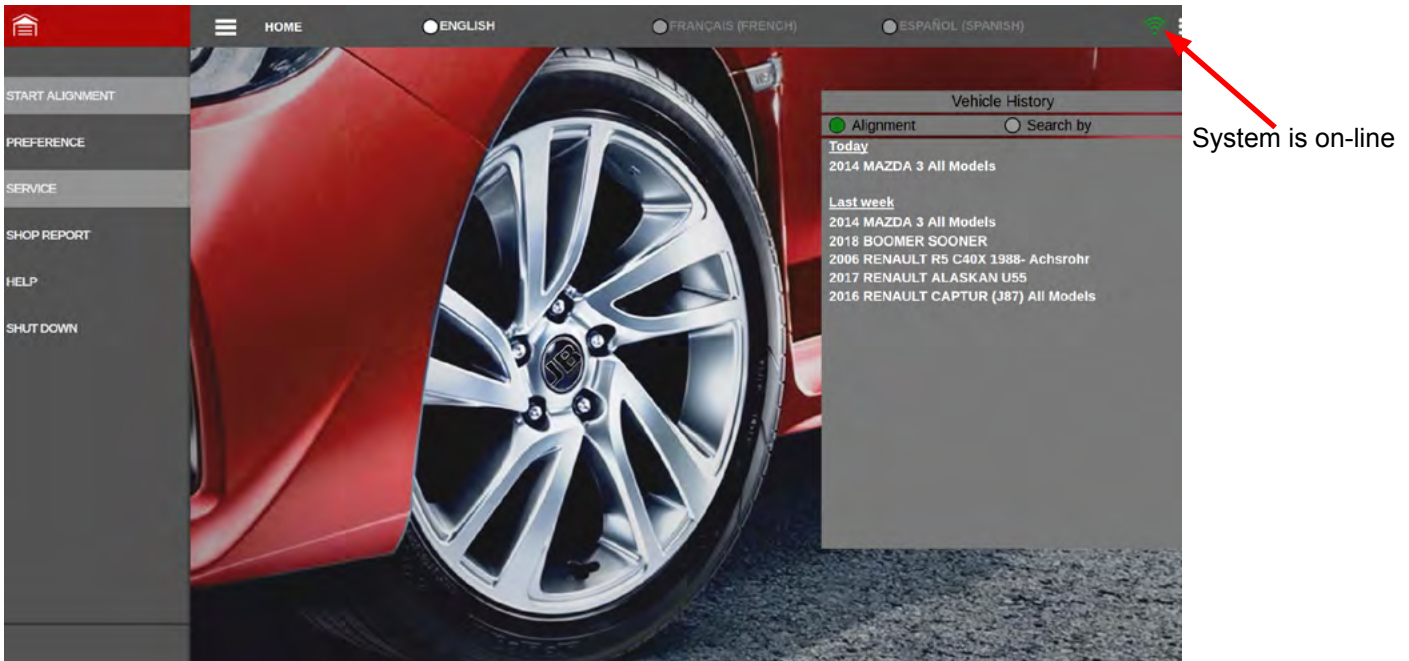 HOME
ENGLISH
FRANÇAIS (FRENCH)
ESPAÑOL (SPANISH)
START ALIGNMENT
PREFERENCE
SERVICE
SHOP REPORT
HELP
SHUT DOWN
Vehicle History
Alignment
Search by
Today
2014 MAZDA 3 All Models
Last week
2014 MAZDA 3 All Models
2018 BOOMER SOONER
2006 RENAULT R5 C40X 1988- Achsrohr
2017 RENAULT ALASKAN U55
2016 RENAULT CAPTUR (J87) All Models
System is on-line
JB